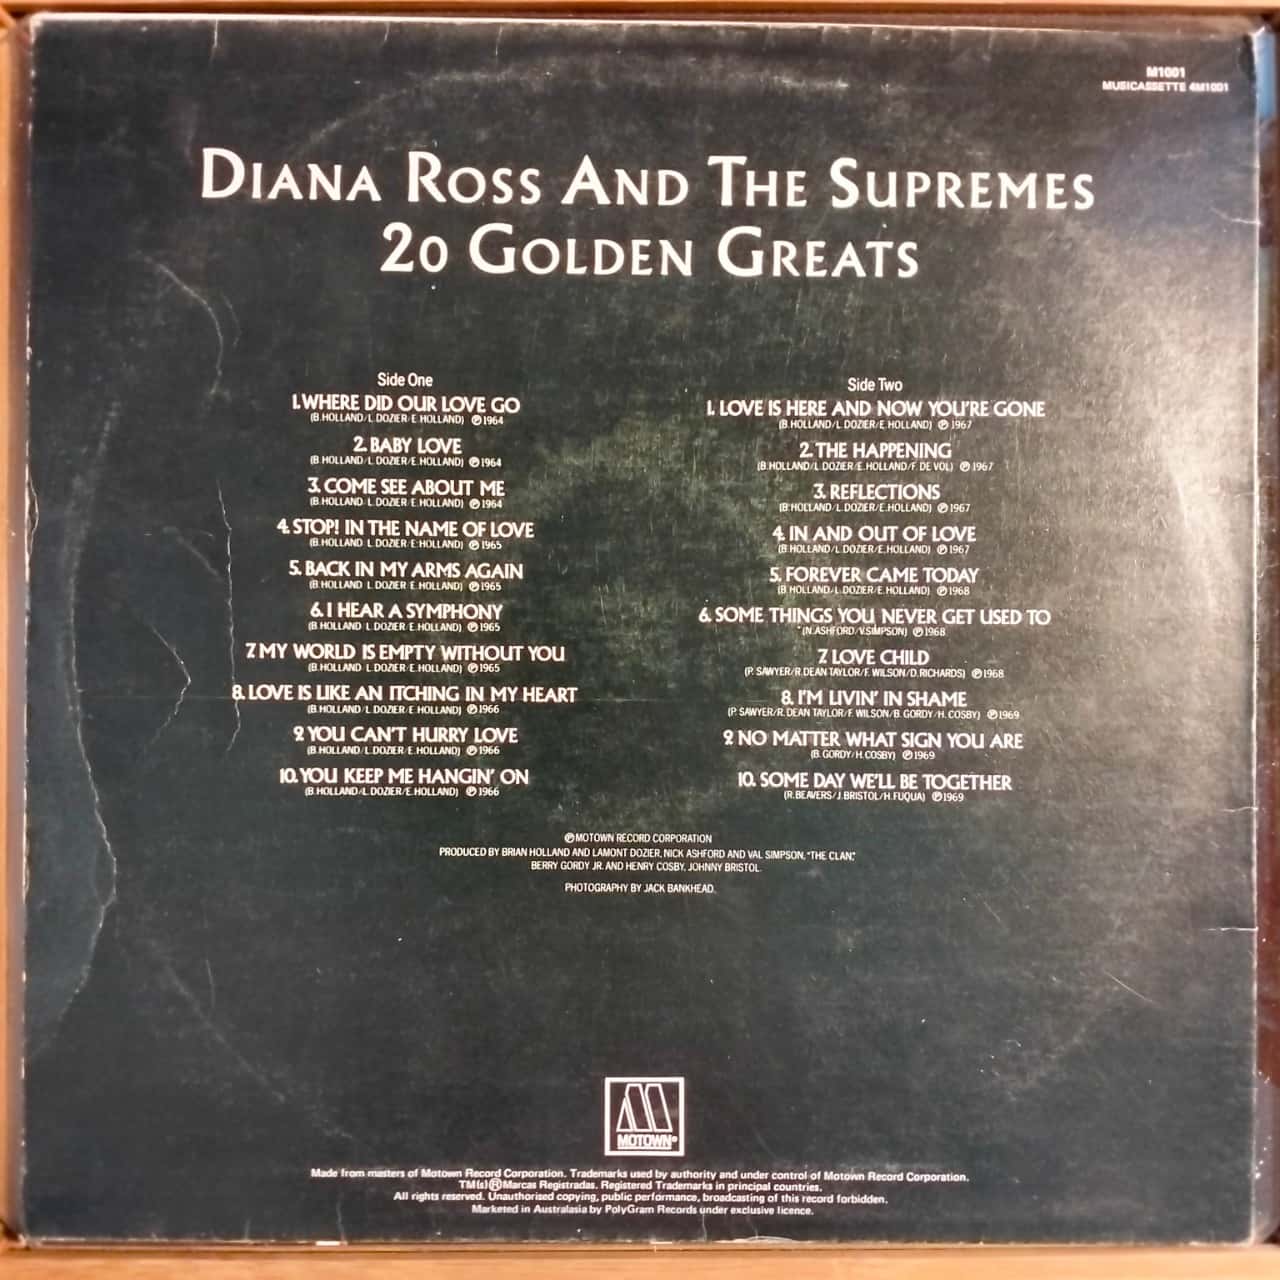 M1001
MUSICASSETTE 4M1001
DIANA ROSS AND THE SUPREMES
20 GOLDEN GREATS
Side One
1. WHERE DID OUR LOVE GO
(B. HOLLAND/L. DOZIER/E. HOLLAND) ℗1964
2. BABY LOVE
(B. HOLLAND/L. DOZIER/E. HOLLAND) ℗1964
3. COME SEE ABOUT ME
(B. HOLLAND/L. DOZIER/E. HOLLAND) ℗1964
4. STOP! IN THE NAME OF LOVE
(B. HOLLAND/L. DOZIER/E. HOLLAND) ℗1965
5. BACK IN MY ARMS AGAIN
(B. HOLLAND/L. DOZIER/E. HOLLAND) ℗1965
6. I HEAR A SYMPHONY
(B. HOLLAND/L. DOZIER/E. HOLLAND) ℗1965
7. MY WORLD IS EMPTY WITHOUT YOU
(B. HOLLAND/L. DOZIER/E. HOLLAND) ℗1965
8. LOVE IS LIKE AN ITCHING IN MY HEART
(B. HOLLAND/L. DOZIER/E. HOLLAND) ℗1966
9. YOU CAN'T HURRY LOVE
(B. HOLLAND/L. DOZIER/E. HOLLAND) ℗1966
10. YOU KEEP ME HANGIN' ON
(B. HOLLAND/L. DOZIER/E. HOLLAND) ℗1966
Side Two
1. LOVE IS HERE AND NOW YOU'RE GONE
(B. HOLLAND/L. DOZIER/E. HOLLAND) ℗1967
2. THE HAPPENING
(B. HOLLAND/L. DOZIER/E. HOLLAND/F. DE VOL) ℗1967
3. REFLECTIONS
(B. HOLLAND/L. DOZIER/E. HOLLAND) ℗1967
4. IN AND OUT OF LOVE
(B. HOLLAND/L. DOZIER/E. HOLLAND) ℗1967
5. FOREVER CAME TODAY
(B. HOLLAND/L. DOZIER/E. HOLLAND) ℗1968
6. SOME THINGS YOU NEVER GET USED TO
(N. ASHFORD/V. SIMPSON) ℗1968
7. LOVE CHILD
(P. SAWYER/R. DEAN TAYLOR/F. WILSON/D. RICHARDS) ℗1968
8. I'M LIVIN' IN SHAME
(P. SAWYER/R. DEAN TAYLOR/F. WILSON/B. GORDY/H. COSBY) ℗1969
9. NO MATTER WHAT SIGN YOU ARE
(B. GORDY/H. COSBY) ℗1969
10. SOME DAY WE'LL BE TOGETHER
(R. BEAVERS/J. BRISTOL/H. FUQUA) ℗1969
℗MOTOWN RECORD CORPORATION
PRODUCED BY BRIAN HOLLAND AND LAMONT DOZIER, NICK ASHFORD AND VAL SIMPSON, "THE CLAN,"
BERRY GORDY JR. AND HENRY COSBY, JOHNNY BRISTOL.
PHOTOGRAPHY BY JACK BANKHEAD.
M
MOTOWN®
Made from masters of Motown Record Corporation. Trademarks used by authority and under control of Motown Record Corporation.
TM(s)®Marcas Registradas. Registered Trademarks in principal countries.
All rights reserved. Unauthorised copying, public performance, broadcasting of this record forbidden.
Marketed in Australasia by PolyGram Records under exclusive licence.